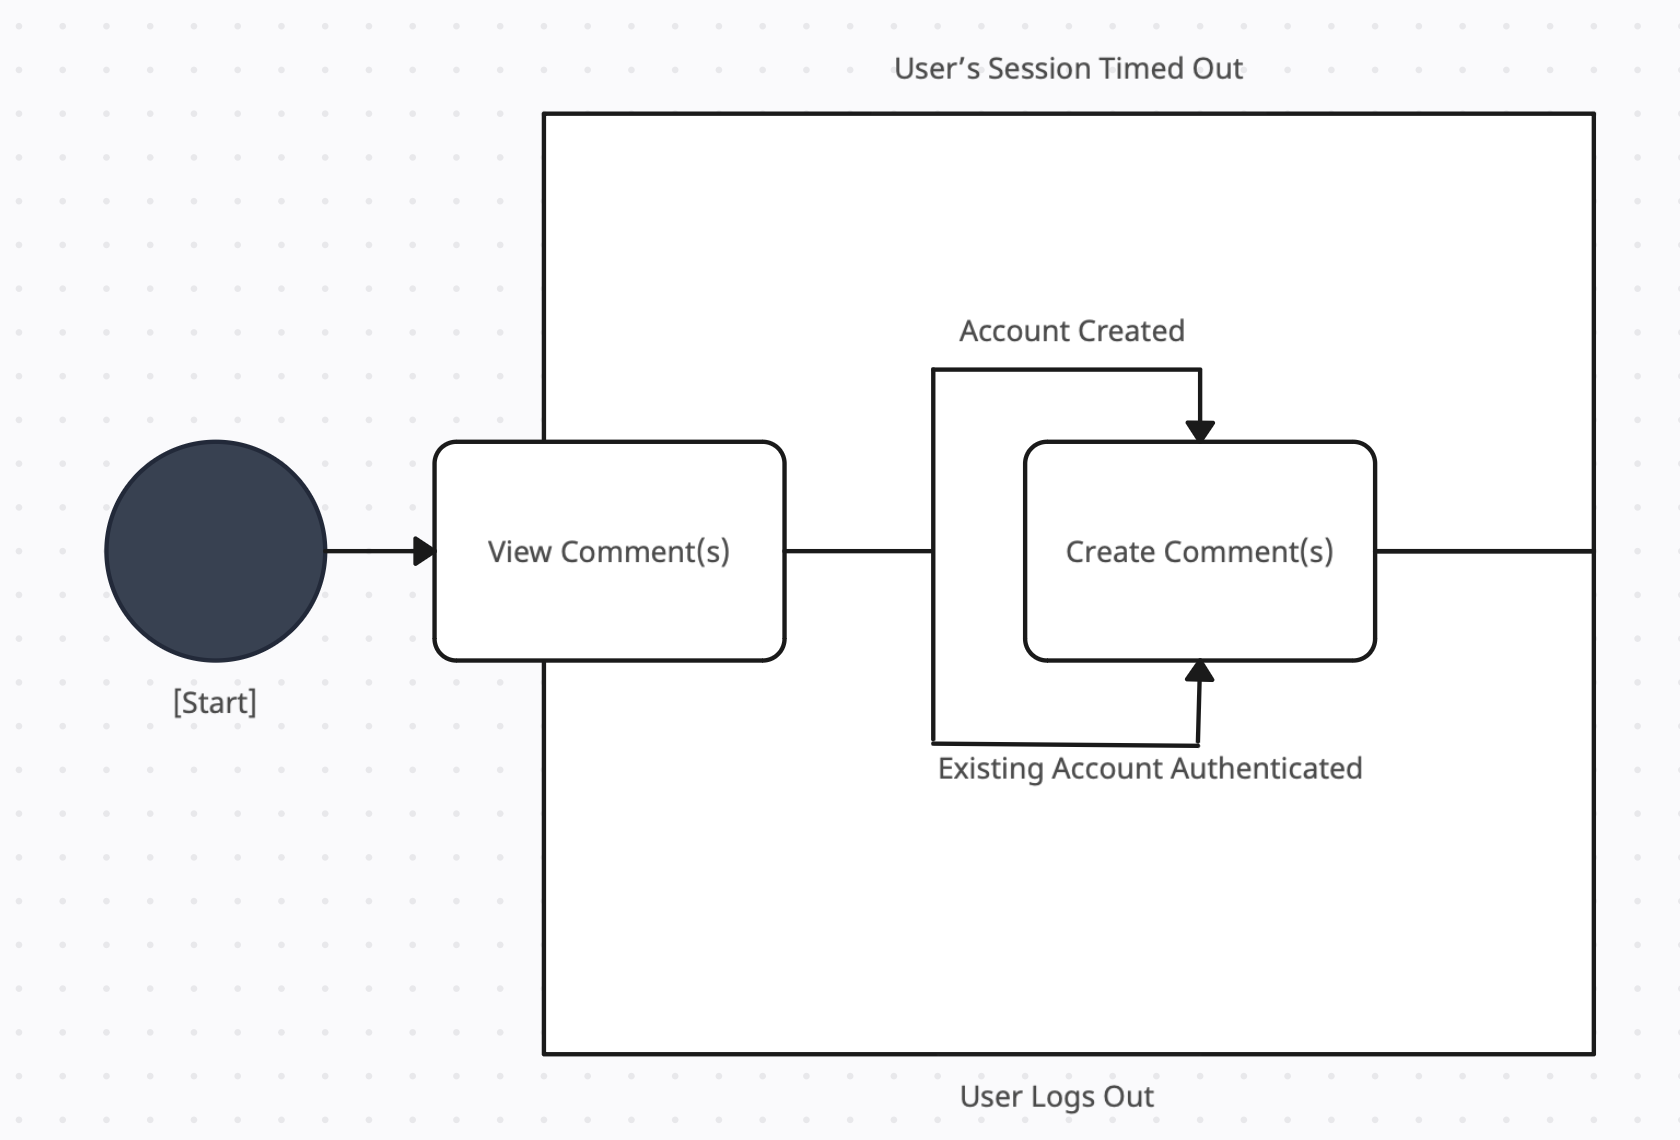 User’s Session Timed Out
Account Created
View Comment(s)
Create Comment(s)
[Start]
Existing Account Authenticated
User Logs Out